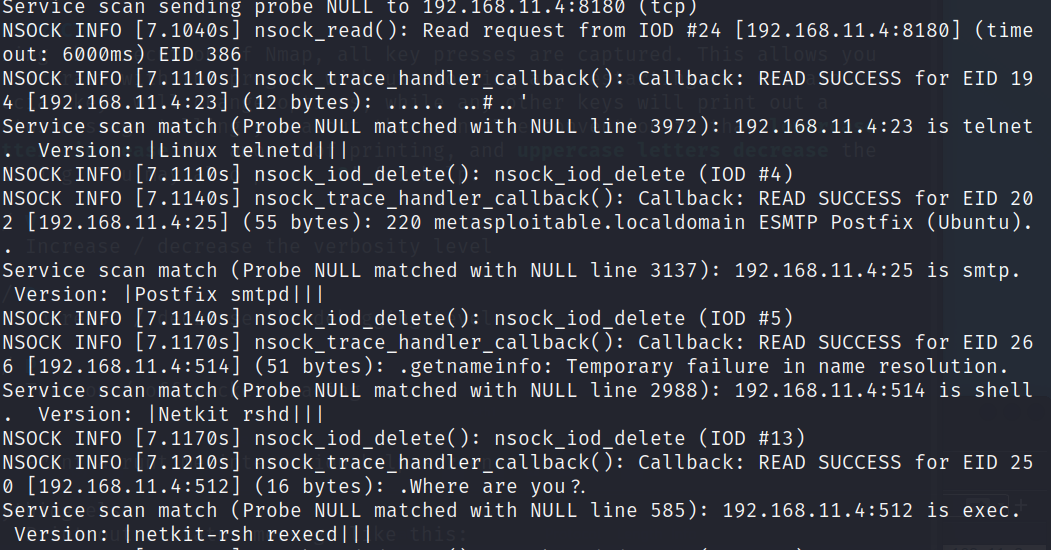 Service scan sending probe NULL to 192.168.11.4:8180 (tcp)
NSOCK INFO [7.1040s] nsock_read(): Read request from IOD #24 [192.168.11.4:8180] (time
out: 6000ms) EID 386
NSOCK INFO [7.1110s] nsock_trace_handler_callback(): Callback: READ SUCCESS for EID 19
4 [192.168.11.4:23] (12 bytes): ..... ..#..'
Service scan match (Probe NULL matched with NULL line 3972): 192.168.11.4:23 is telnet
.  Version: |Linux telnetd|||
NSOCK INFO [7.1110s] nsock_iod_delete(): nsock_iod_delete (IOD #4)
NSOCK INFO [7.1140s] nsock_trace_handler_callback(): Callback: READ SUCCESS for EID 20
2 [192.168.11.4:25] (55 bytes): 220 metasploitable.localdomain ESMTP Postfix (Ubuntu).
.
Service scan match (Probe NULL matched with NULL line 3137): 192.168.11.4:25 is smtp.
 Version: |Postfix smtpd|||
NSOCK INFO [7.1140s] nsock_iod_delete(): nsock_iod_delete (IOD #5)
NSOCK INFO [7.1170s] nsock_trace_handler_callback(): Callback: READ SUCCESS for EID 26
6 [192.168.11.4:514] (51 bytes): .getnameinfo: Temporary failure in name resolution.
Service scan match (Probe NULL matched with NULL line 2988): 192.168.11.4:514 is shell
.  Version: |Netkit rshd|||
NSOCK INFO [7.1170s] nsock_iod_delete(): nsock_iod_delete (IOD #13)
NSOCK INFO [7.1210s] nsock_trace_handler_callback(): Callback: READ SUCCESS for EID 25
0 [192.168.11.4:512] (16 bytes): .Where are you?.
Service scan match (Probe NULL matched with NULL line 585): 192.168.11.4:512 is exec.
 Version: |netkit-rsh rexecd|||